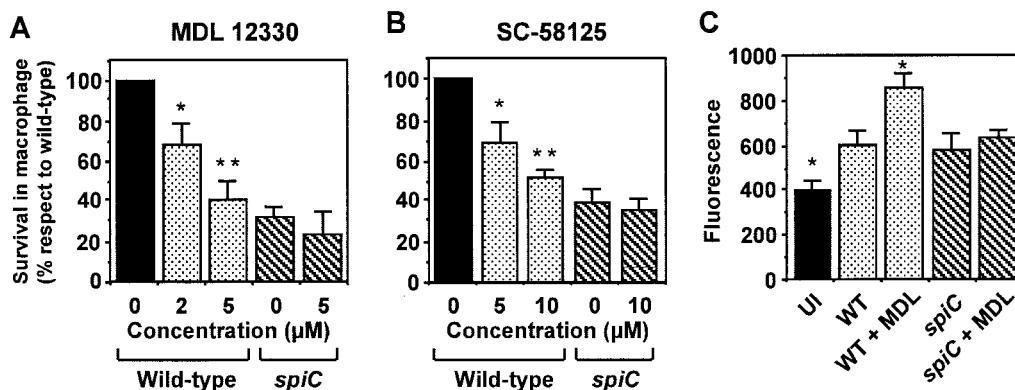 A
MDL 12330
Survival in macrophage
(% respect to wild-type)
100
80
60
40
20
0
*
**
0 2 5 0 5
Concentration (µM)
Wild-type spiC
B
SC-58125
100
80
60
40
20
0
*
**
0 5 10 0 10
Concentration (µM)
Wild-type spiC
C
Fluorescence
1000
800
600
400
200
0
*
*
UI
WT
WT + MDL
spiC
spiC + MDL